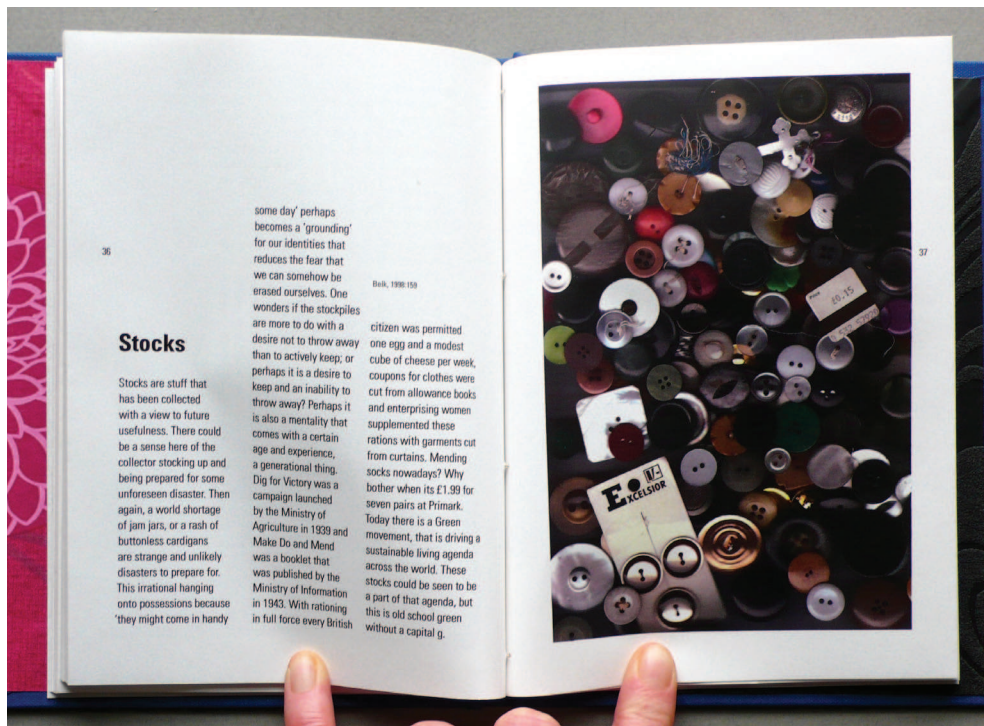 36
Stocks
Stocks are stuff that
has been collected
with a view to future
usefulness. There could
be a sense here of the
collector stocking up and
being prepared for some
unforeseen disaster. Then
again, a world shortage
of jam jars, or a rash of
buttonless cardigans
are strange and unlikely
disasters to prepare for.
This irrational hanging
onto possessions because
'they might come in handy
some day' perhaps
becomes a 'grounding'
for our identities that
reduces the fear that
we can somehow be
erased ourselves. One
wonders if the stockpiles
are more to do with a
desire not to throw away
than to actively keep; or
perhaps it is a desire to
keep and an inability to
throw away? Perhaps it
is also a mentality that
comes with a certain
age and experience,
a generational thing.
Dig for Victory was a
campaign launched
by the Ministry of
Agriculture in 1939 and
Make Do and Mend
was a booklet that
was published by the
Ministry of Information
in 1943. With rationing
in full force every British
Belk, 1998:159
citizen was permitted
one egg and a modest
cube of cheese per week,
coupons for clothes were
cut from allowance books
and enterprising women
supplemented these
rations with garments cut
from curtains. Mending
socks nowadays? Why
bother when its £1.99 for
seven pairs at Primark.
Today there is a Green
movement, that is driving a
sustainable living agenda
across the world. These
stocks could be seen to be
a part of that agenda, but
this is old school green
without a capital g.
37
£0.15
EXCELSIOR